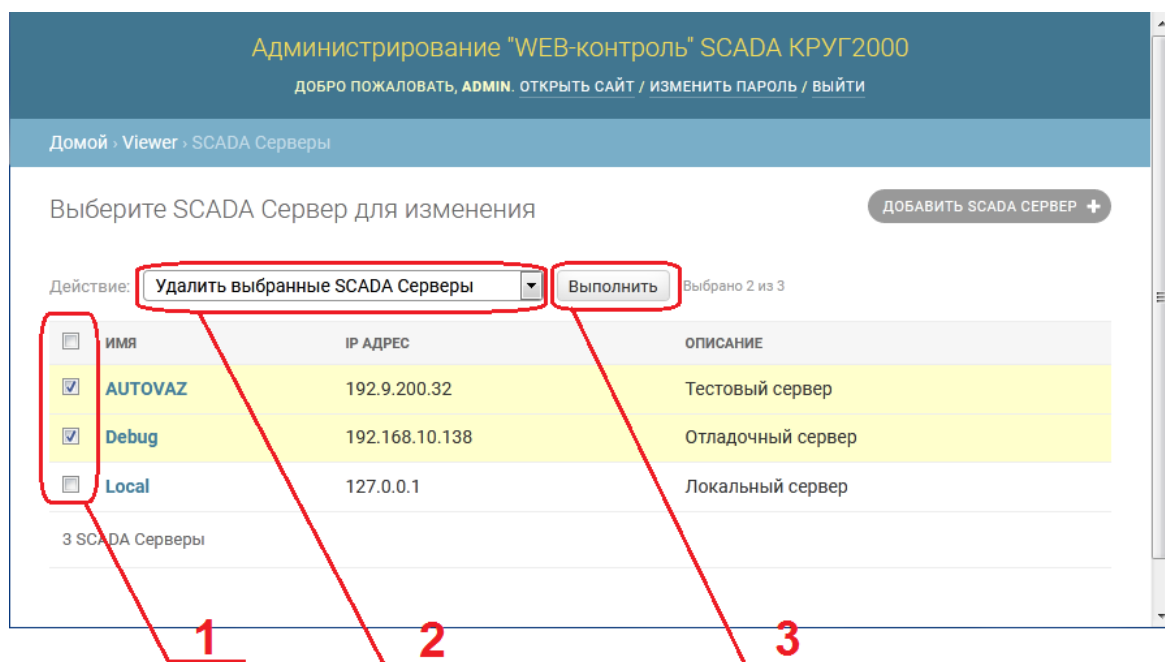 Администрирование "WEB-контроль" SCADA КРУГ2000
ДОБРО ПОЖАЛОВАТЬ, ADMIN. ОТКРЫТЬ САЙТ / ИЗМЕНИТЬ ПАРОЛЬ / ВЫЙТИ
Домой › Viewer › SCADA Серверы
Выберите SCADA Сервер для изменения ДОБАВИТЬ SCADA СЕРВЕР +
Действие: Удалить выбранные SCADA Серверы Выполнить Выбрано 2 из 3
ИМЯ IP АДРЕС ОПИСАНИЕ
AUTOVAZ 192.9.200.32 Тестовый сервер
Debug 192.168.10.138 Отладочный сервер
Local 127.0.0.1 Локальный сервер
3 SCADA Серверы
1 2 3